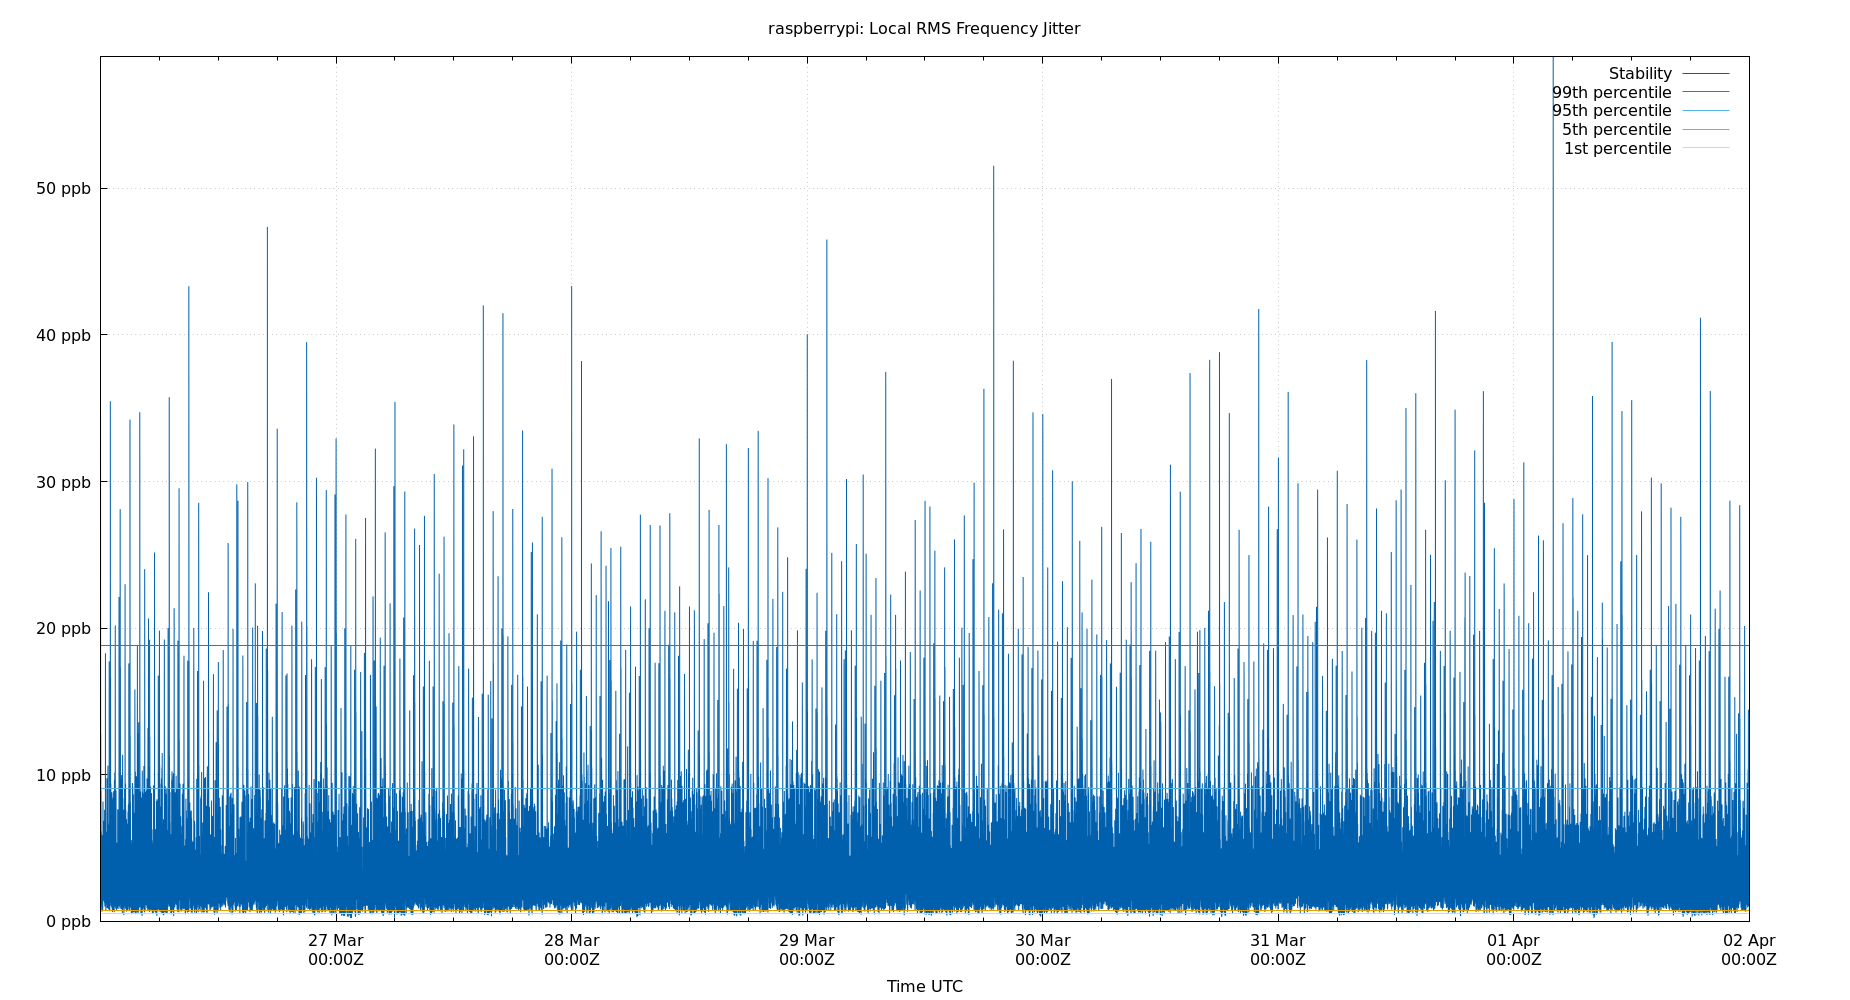 raspberrypi: Local RMS Frequency Jitter
Stability
99th percentile
95th percentile
5th percentile
1st percentile
50 ppb
40 ppb
30 ppb
20 ppb
10 ppb
0 ppb
27 Mar 28 Mar 29 Mar 30 Mar 31 Mar 01 Apr 02 Apr
00:00Z 00:00Z 00:00Z 00:00Z 00:00Z 00:00Z 00:00Z
Time UTC